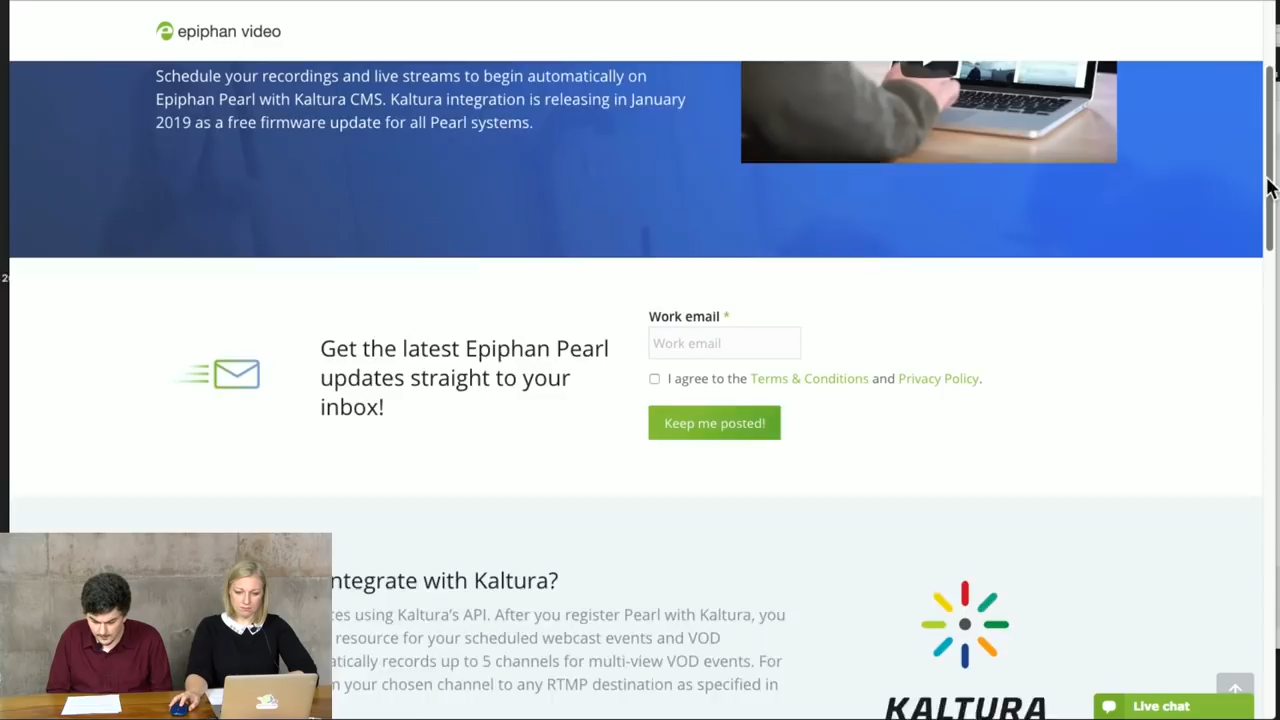 epiphan video
Schedule your recordings and live streams to begin automatically on
Epiphan Pearl with Kaltura CMS. Kaltura integration is releasing in January
2019 as a free firmware update for all Pearl systems.
Work email *
Work email
Get the latest Epiphan Pearl
updates straight to your
inbox!
I agree to the Terms & Conditions and Privacy Policy.
Keep me posted!
ntegrate with Kaltura?
using Kaltura's API. After you register Pearl with Kaltura, you
resource for your scheduled webcast events and VOD
records up to 5 channels for multi-view VOD events. For
your chosen channel to any RTMP destination as specified in
KALTURA
Live chat